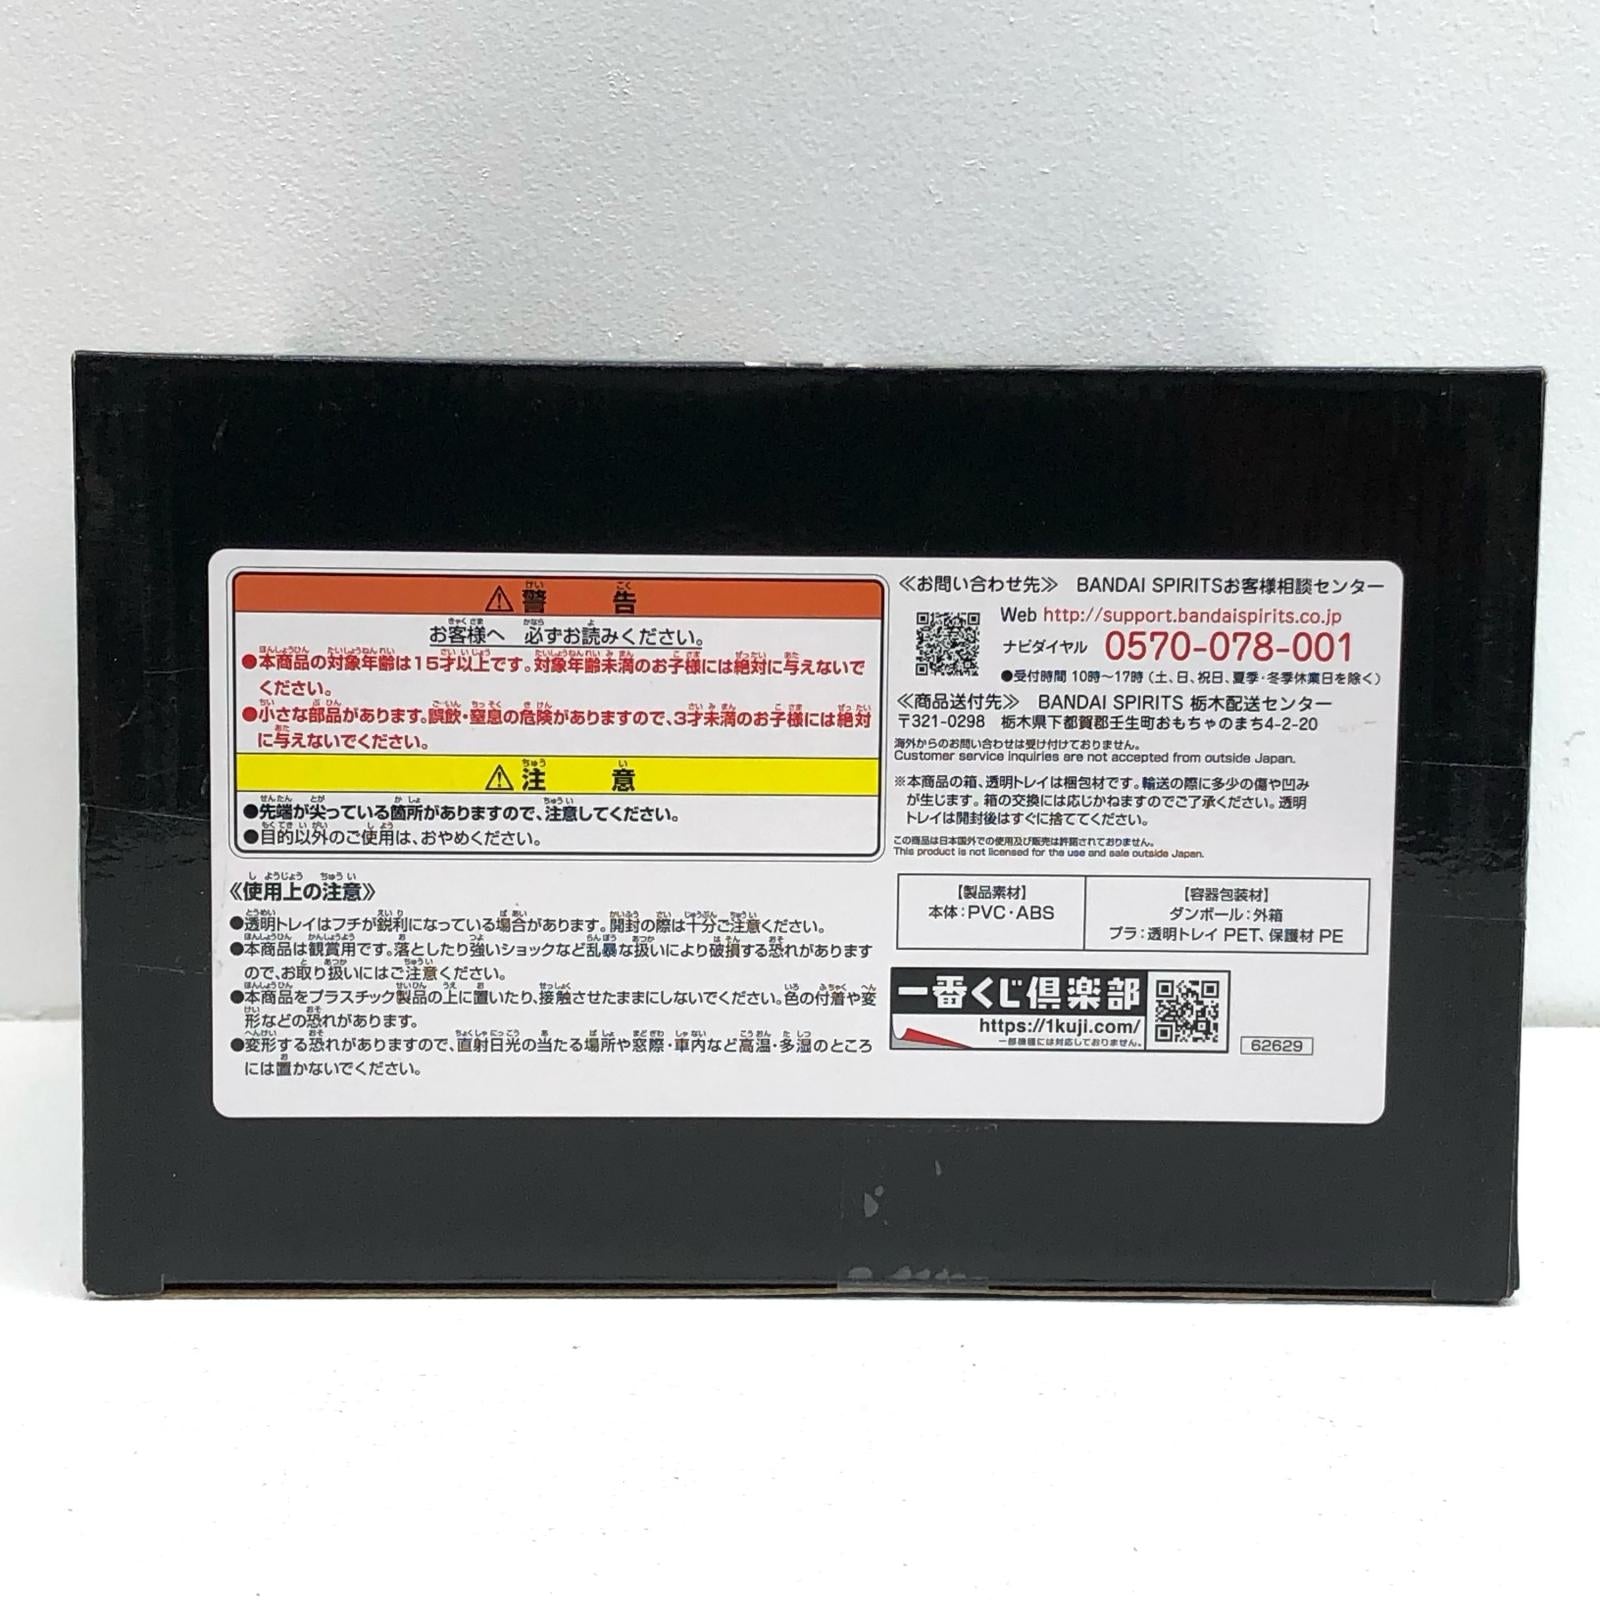 ⚠警告
お客様へ 必ずお読みください。
●本商品の対象年齢は15才以上です。対象年齢未満のお子様には絶対に与えないで
ください。
●小さな部品があります。誤飲・窒息の危険がありますので、3才未満のお子様には絶対
に与えないでください。
⚠注意
●先端が尖っている箇所がありますので、注意してください。
●目的以外のご使用は、おやめください。
《使用上の注意》
●透明トレイはフチが鋭利になっている場合があります。開封の際は十分ご注意ください。
●本商品は観賞用です。落としたり強いショックなど乱暴な扱いにより破損する恐れがあります
ので、お取り扱いにはご注意ください。
●本商品をプラスチック製品の上に置いたり、接触させたままにしないでください。色の付着や変
形などの恐れがあります。
●変形する恐れがありますので、直射日光の当たる場所や窓際・車内など高温・多湿のところ
には置かないでください。
≪お問い合わせ先≫ BANDAI SPIRITSお客様相談センター
Web http://support.bandaispirits.co.jp
ナビダイヤル 0570-078-001
●受付時間 10時～17時（土、日、祝日、夏季・冬季休業日を除く）
≪商品送付先≫ BANDAI SPIRITS 栃木配送センター
〒321-0298 栃木県下都賀郡壬生町おもちゃのまち4-2-20
海外からのお問い合わせは受け付けておりません。
Customer service inquiries are not accepted from outside Japan.
※本商品の箱、透明トレイは梱包材です。輸送の際に多少の傷や凹み
が生じます。箱の交換には応じかねますのでご了承ください。透明
トレイは開封後はすぐに捨ててください。
この商品は日本国外での使用及び販売は許諾されておりません。
This product is not licensed for the use and sale outside Japan.
【製品素材】
本体：PVC・ABS
【容器包装材】
ダンボール：外箱
プラ：透明トレイ PET、保護材 PE
一番くじ倶楽部
https://1kuji.com/
一部機種には対応しておりません。
62629